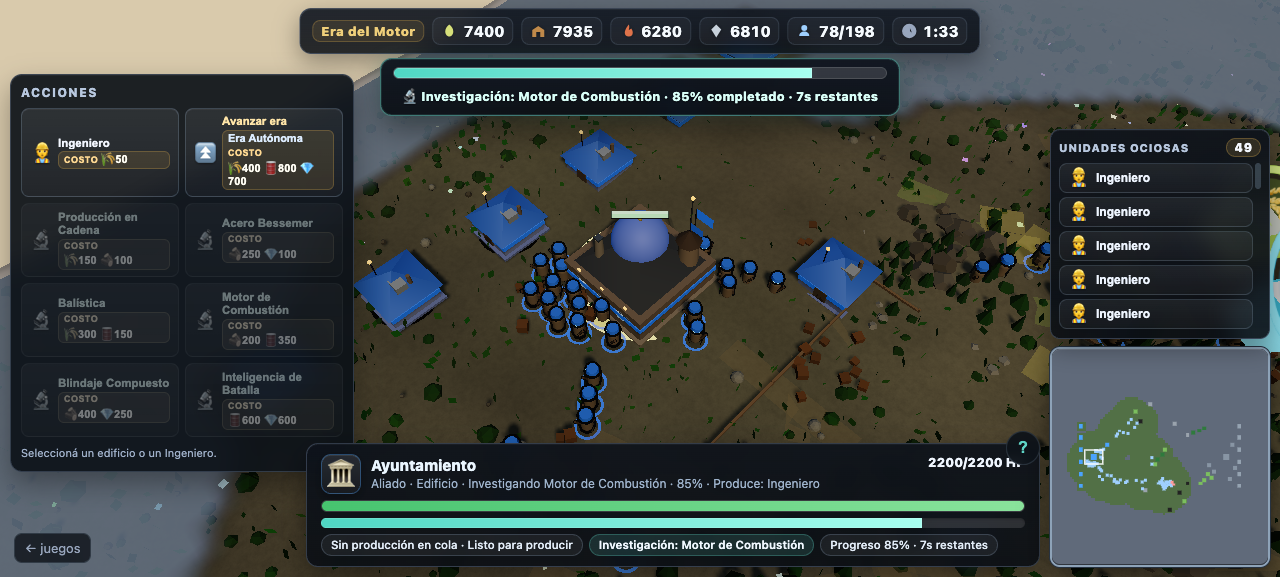 Era del Motor
7400
7935
6280
6810
78/198
1:33
Investigación: Motor de Combustión · 85% completado · 7s restantes
ACCIONES
Ingeniero
COSTO 50
Avanzar era
Era Autónoma
COSTO
400 800
700
Producción en
Cadena
COSTO
150 100
Acero Bessemer
COSTO
250 100
Balística
COSTO
300 150
Motor de
Combustión
COSTO
200 350
Blindaje Compuesto
COSTO
400 250
Inteligencia de
Batalla
COSTO
600 600
Seleccioná un edificio o un Ingeniero.
UNIDADES OCIOSAS 49
Ingeniero
Ingeniero
Ingeniero
Ingeniero
Ingeniero
?
Ayuntamiento
2200/2200
Aliado · Edificio · Investigando Motor de Combustión · 85% · Produce: Ingeniero
Sin producción en cola · Listo para producir
Investigación: Motor de Combustión
Progreso 85% · 7s restantes
← juegos